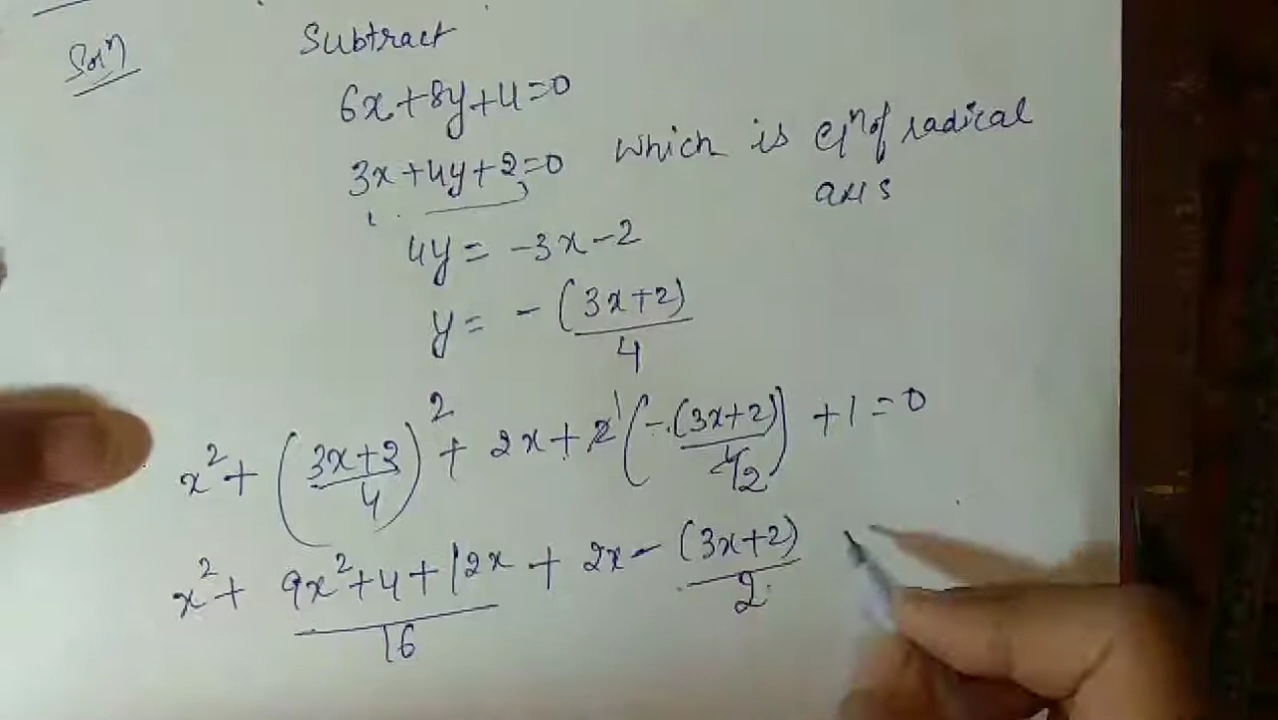 Solⁿ
Subtract
6x+8y+4=0
3x+4y+2=0 which is eqⁿ of radical
axis
4y = -3x-2
y = -(3x+2)/4
x² + ((3x+3)/4)² + 2x + 2(-(3x+2)/4) 1 2 +1=0
x² + (9x²+4+12x)/16 + 2x - (3x+2)/2